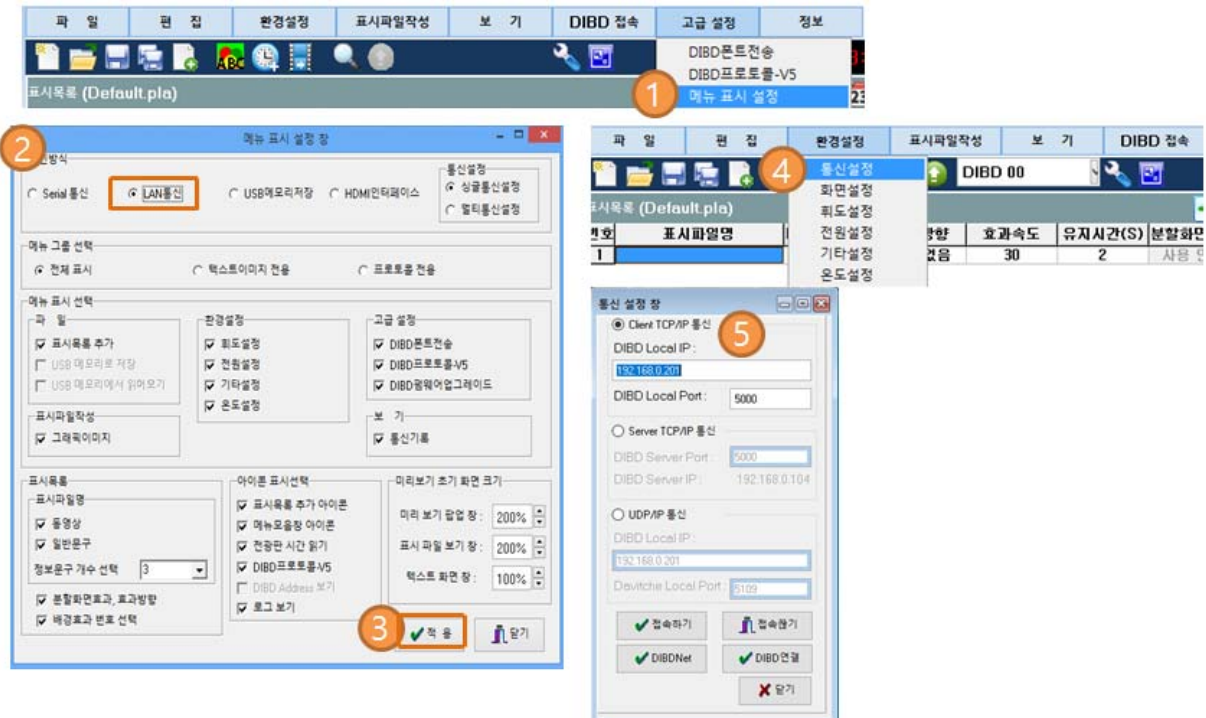 파 일 편 집 환경설정 표시파일작성 보 기 DIBD 접속 고급 설정 정보
DIBD폰트전송
DIBD프로토콜-V5
1 메뉴 표시 설정
ABC
표시목록 (Default.pla)
23
2
메뉴 표시 설정 창
신방식
Serial 통신
LAN통신
USB메모리저장
HDMI인터페이스
통신설정
싱글통신설정
멀티통신설정
메뉴 그룹 선택
전체 표시
텍스트이미지 전용
프로토콜 전용
메뉴 표시 선택
파 일
표시목록 추가
USB 메모리로 저장
USB 메모리에서 읽어오기
표시파일작성
그래픽이미지
환경설정
휘도설정
전원설정
기타설정
온도설정
고급 설정
DIBD폰트전송
DIBD프로토콜-V5
DIBD펌웨어업그레이드
보 기
통신기록
표시목록
표시파일명
동영상
일반문구
정보문구 개수 선택 3
분할화면효과, 효과방향
배경효과 번호 선택
아이콘 표시선택
표시목록 추가 아이콘
메뉴모음창 아이콘
전광판 시간 읽기
DIBD프로토콜-V5
DIBD Address 보기
로그 보기
미리보기 초기 화면 크기
미리 보기 팝업 창 : 200%
표시 파일 보기 창 : 200%
텍스트 화면 창 : 100%
3 적 용
닫기
파 일 편 집 환경설정 표시파일작성 보 기 DIBD 접속
4 통신설정
화면설정
휘도설정
전원설정
기타설정
온도설정
DIBD 00
시목록 (Default.pla)
번호 표시파일명 방향 효과속도 유지시간(S) 분할화면
1 없음 30 2 사용
통신 설정 창
5
Client TCP/IP 통신
DIBD Local IP :
192.168.0.201
DIBD Local Port : 5000
Server TCP/IP 통신
DIBD Server Port : 5000
DIBD Server IP : 192.168.0.104
UDP/IP 통신
DIBD Local IP :
192.168.0.201
Davitchie Local Port : 5109
접속하기 접속끊기
DIBDNet DIBD연결
닫기